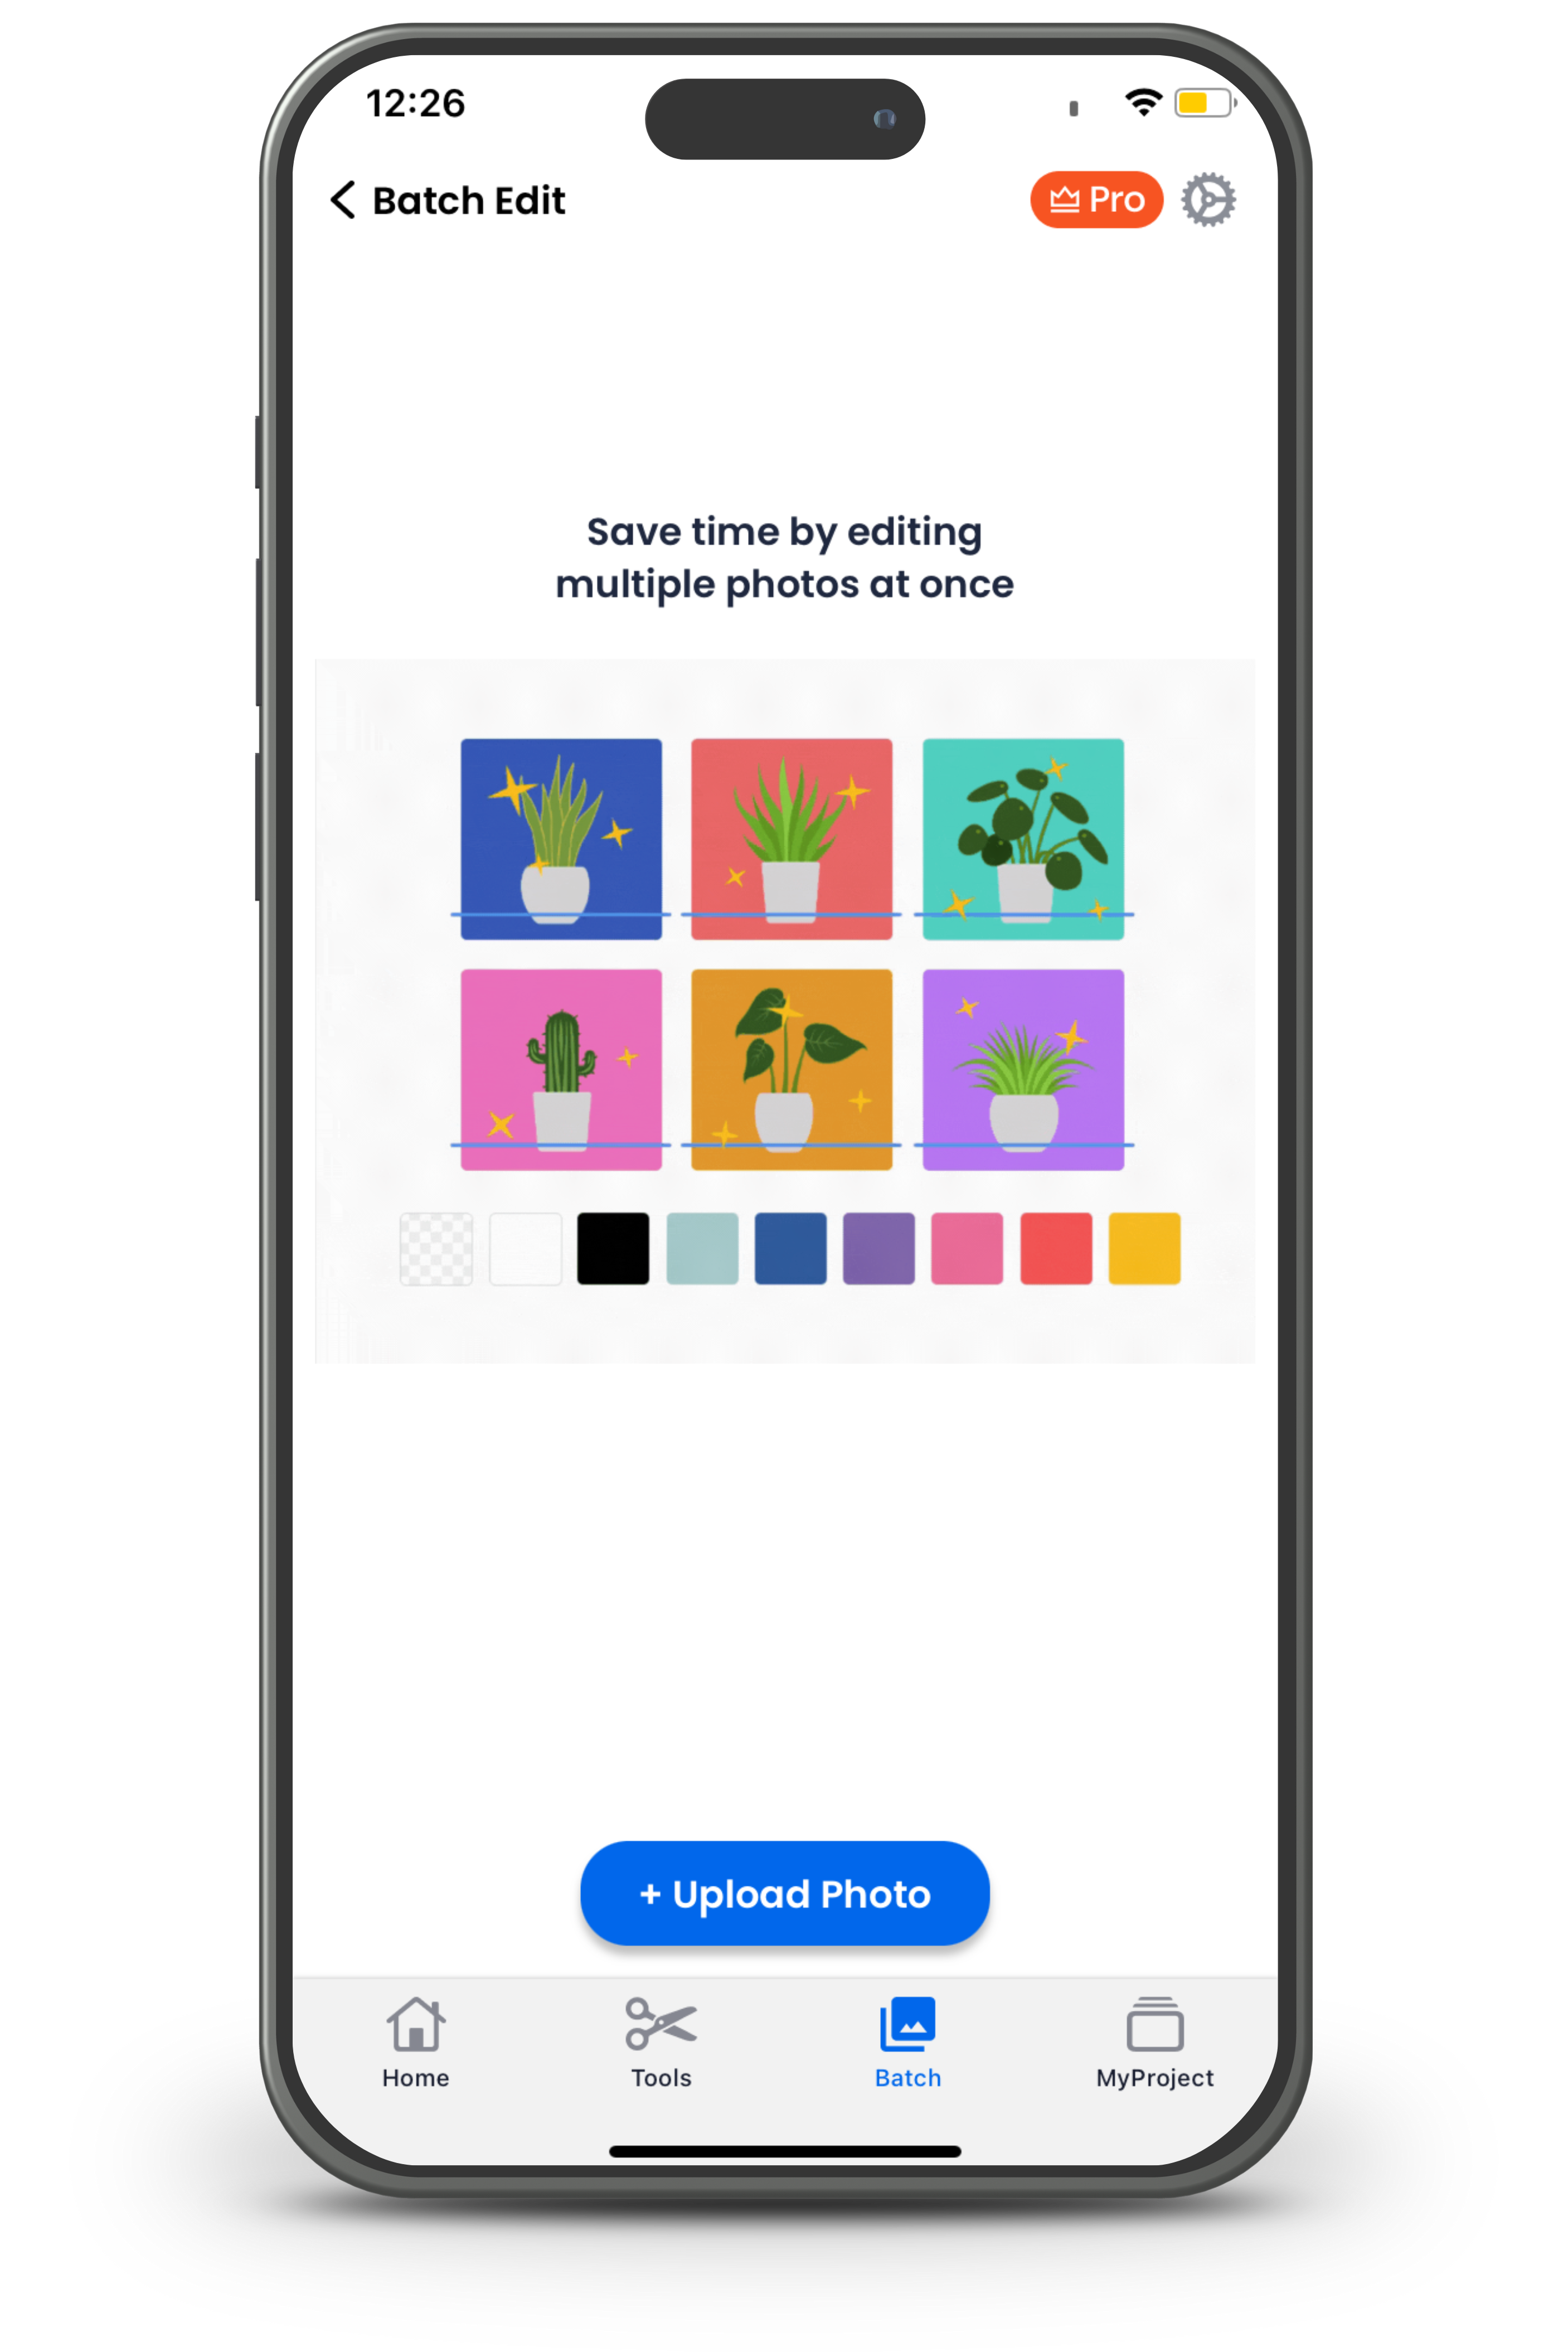 12:26
Batch Edit
Pro
Save time by editing
multiple photos at once
+ Upload Photo
Home
Tools
Batch
MyProject